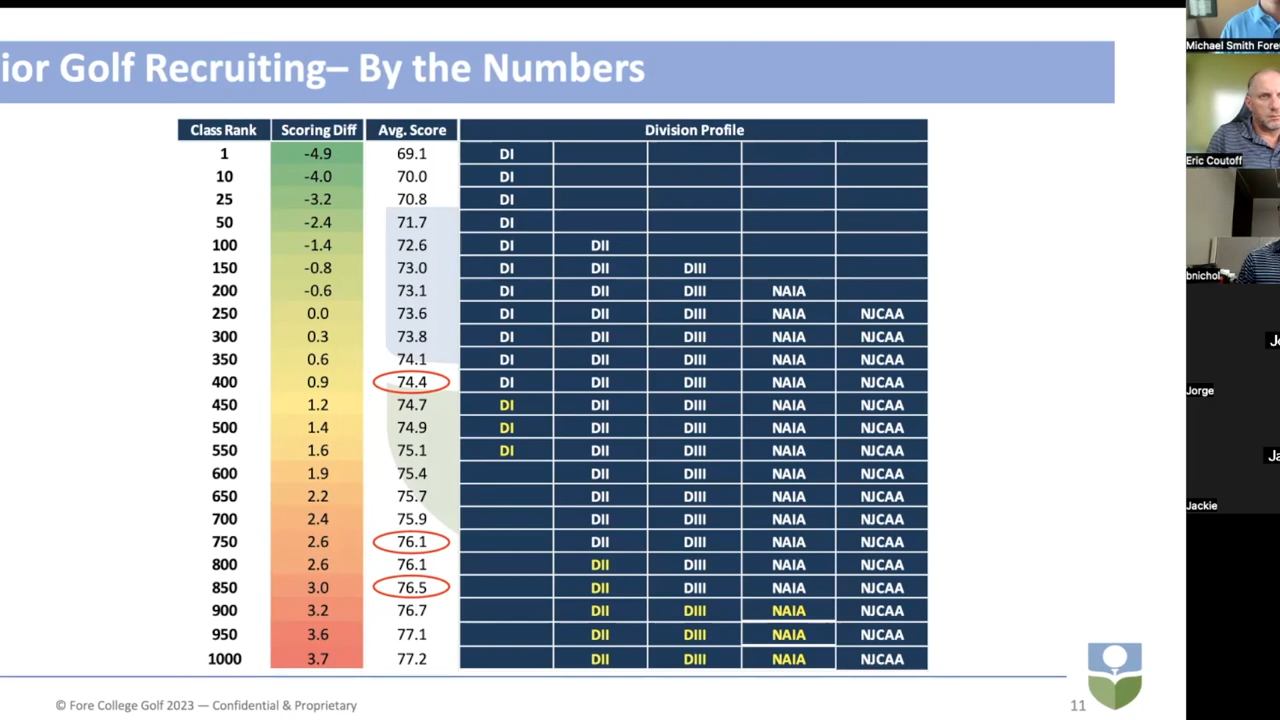 ior Golf Recruiting– By the Numbers
Class Rank Scoring Diff Avg. Score Division Profile
1 -4.9 69.1 DI
10 -4.0 70.0 DI
25 -3.2 70.8 DI
50 -2.4 71.7 DI
100 -1.4 72.6 DI DII
150 -0.8 73.0 DI DII DIII
200 -0.6 73.1 DI DII DIII NAIA
250 0.0 73.6 DI DII DIII NAIA NJCAA
300 0.3 73.8 DI DII DIII NAIA NJCAA
350 0.6 74.1 DI DII DIII NAIA NJCAA
400 0.9 74.4 DI DII DIII NAIA NJCAA
450 1.2 74.7 DI DII DIII NAIA NJCAA
500 1.4 74.9 DI DII DIII NAIA NJCAA
550 1.6 75.1 DI DII DIII NAIA NJCAA
600 1.9 75.4 DII DIII NAIA NJCAA
650 2.2 75.7 DII DIII NAIA NJCAA
700 2.4 75.9 DII DIII NAIA NJCAA
750 2.6 76.1 DII DIII NAIA NJCAA
800 2.6 76.1 DII DIII NAIA NJCAA
850 3.0 76.5 DII DIII NAIA NJCAA
900 3.2 76.7 DII DIII NAIA NJCAA
950 3.6 77.1 DII DIII NAIA NJCAA
1000 3.7 77.2 DII DIII NAIA NJCAA
© Fore College Golf 2023 — Confidential & Proprietary
11
Michael Smith Fore
Eric Coutoff
bnichol
Jo
Jorge
Ja
Jackie